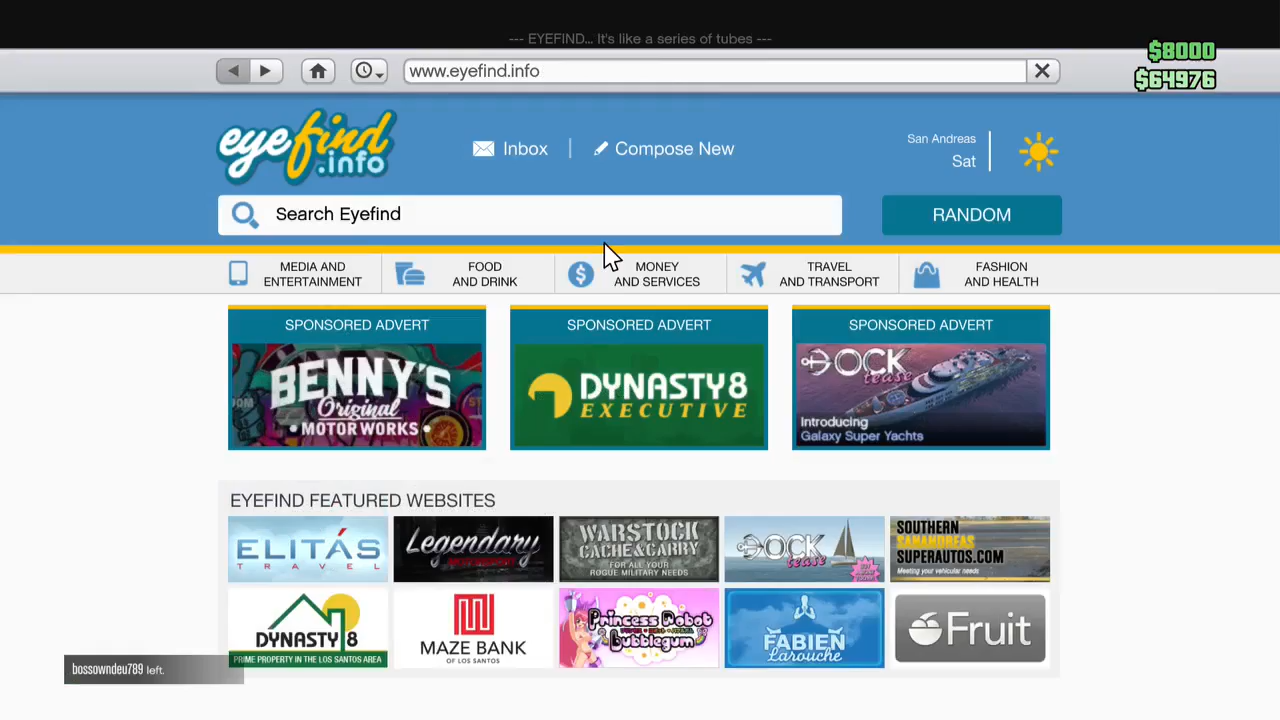 --- EYEFIND... It's like a series of tubes ---
$8000
$64976
www.eyefind.info
eyefind
.info
Inbox
Compose New
San Andreas
Sat
Search Eyefind
RANDOM
MEDIA AND
ENTERTAINMENT
FOOD
AND DRINK
MONEY
AND SERVICES
TRAVEL
AND TRANSPORT
FASHION
AND HEALTH
SPONSORED ADVERT
BENNY'S
Original
MOTOR WORKS
SPONSORED ADVERT
DYNASTY 8
EXECUTIVE
SPONSORED ADVERT
DOCK
tease
Introducing
Galaxy Super Yachts
EYEFIND FEATURED WEBSITES
ELITÁS
TRAVEL
Legendary
WARSTOCK
CACHE & CARRY
FOR ALL YOUR
ROGUE MILITARY NEEDS
DOCK
tease
SOUTHERN
SANANDREAS
SUPERAUTOS.COM
Meeting your vehicular needs
DYNASTY 8
PRIME PROPERTY IN THE LOS SANTOS AREA
MAZE BANK
OF LOS SANTOS
Princess Robot
Bubblegum
FABIEN
Larouche
Fruit
bossowndeu789 left.